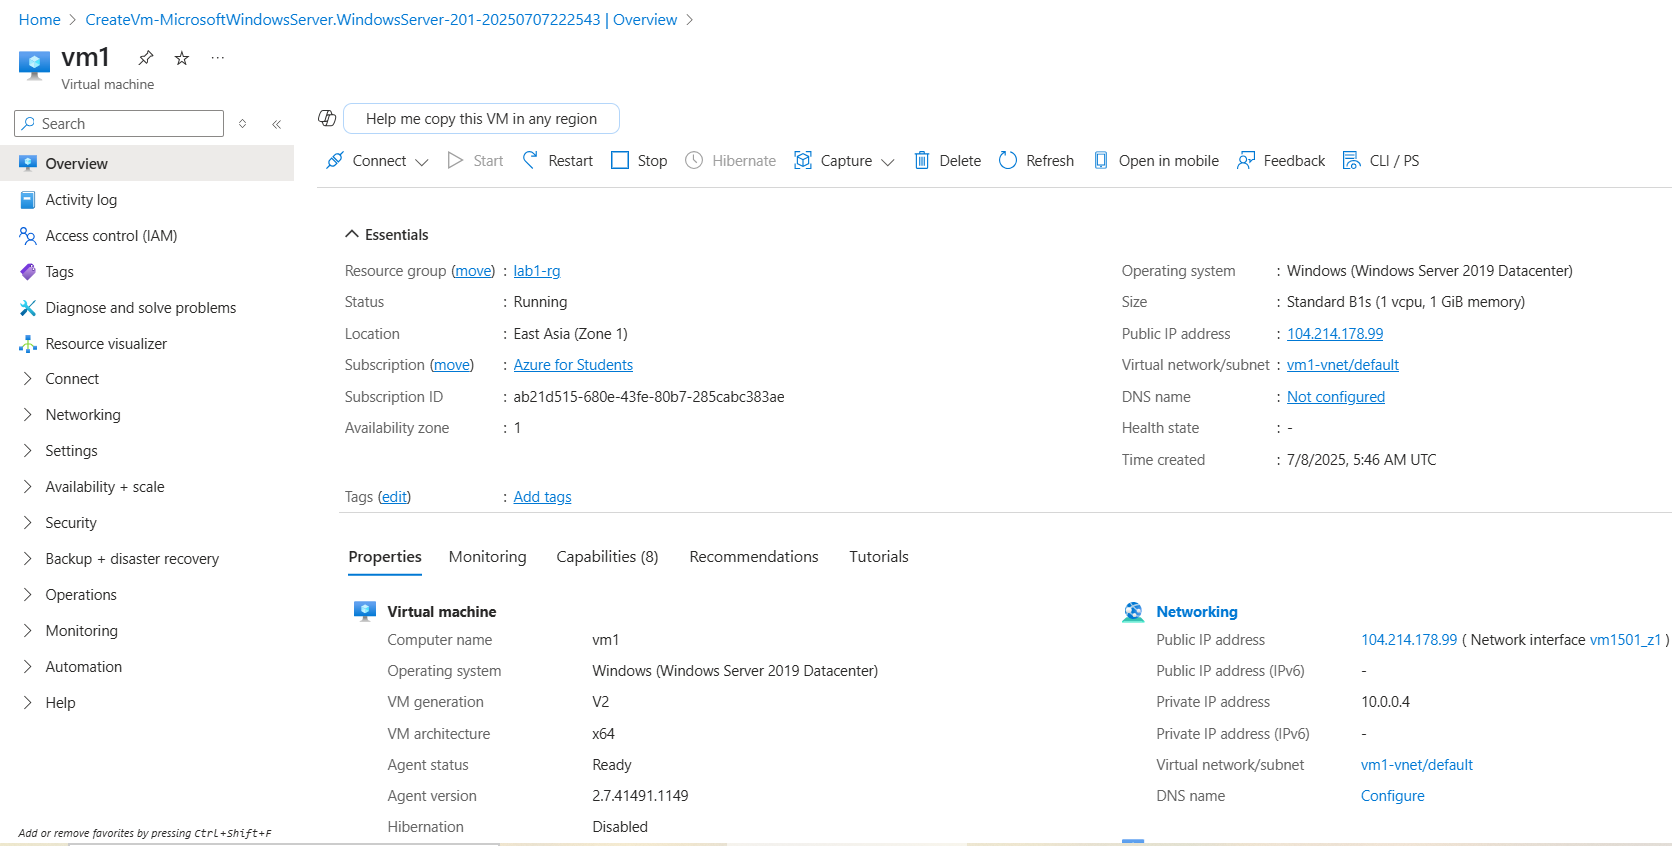 Home > CreateVm-MicrosoftWindowsServer.WindowsServer-201-20250707222543 | Overview >
vm1
Virtual machine
Search
Help me copy this VM in any region
Connect Start Restart Stop Hibernate Capture Delete Refresh Open in mobile Feedback CLI / PS
Overview
Activity log
Access control (IAM)
Tags
Diagnose and solve problems
Resource visualizer
Connect
Networking
Settings
Availability + scale
Security
Backup + disaster recovery
Operations
Monitoring
Automation
Help
Add or remove favorites by pressing Ctrl+Shift+F
Essentials
Resource group (move) : lab1-rg
Status : Running
Location : East Asia (Zone 1)
Subscription (move) : Azure for Students
Subscription ID : ab21d515-680e-43fe-80b7-285cabc383ae
Availability zone : 1
Operating system : Windows (Windows Server 2019 Datacenter)
Size : Standard B1s (1 vcpu, 1 GiB memory)
Public IP address : 104.214.178.99
Virtual network/subnet : vm1-vnet/default
DNS name : Not configured
Health state : -
Time created : 7/8/2025, 5:46 AM UTC
Tags (edit) : Add tags
Properties Monitoring Capabilities (8) Recommendations Tutorials
Virtual machine
Computer name vm1
Operating system Windows (Windows Server 2019 Datacenter)
VM generation V2
VM architecture x64
Agent status Ready
Agent version 2.7.41491.1149
Hibernation Disabled
Networking
Public IP address 104.214.178.99 ( Network interface vm1501_z1 )
Public IP address (IPv6) -
Private IP address 10.0.0.4
Private IP address (IPv6) -
Virtual network/subnet vm1-vnet/default
DNS name Configure